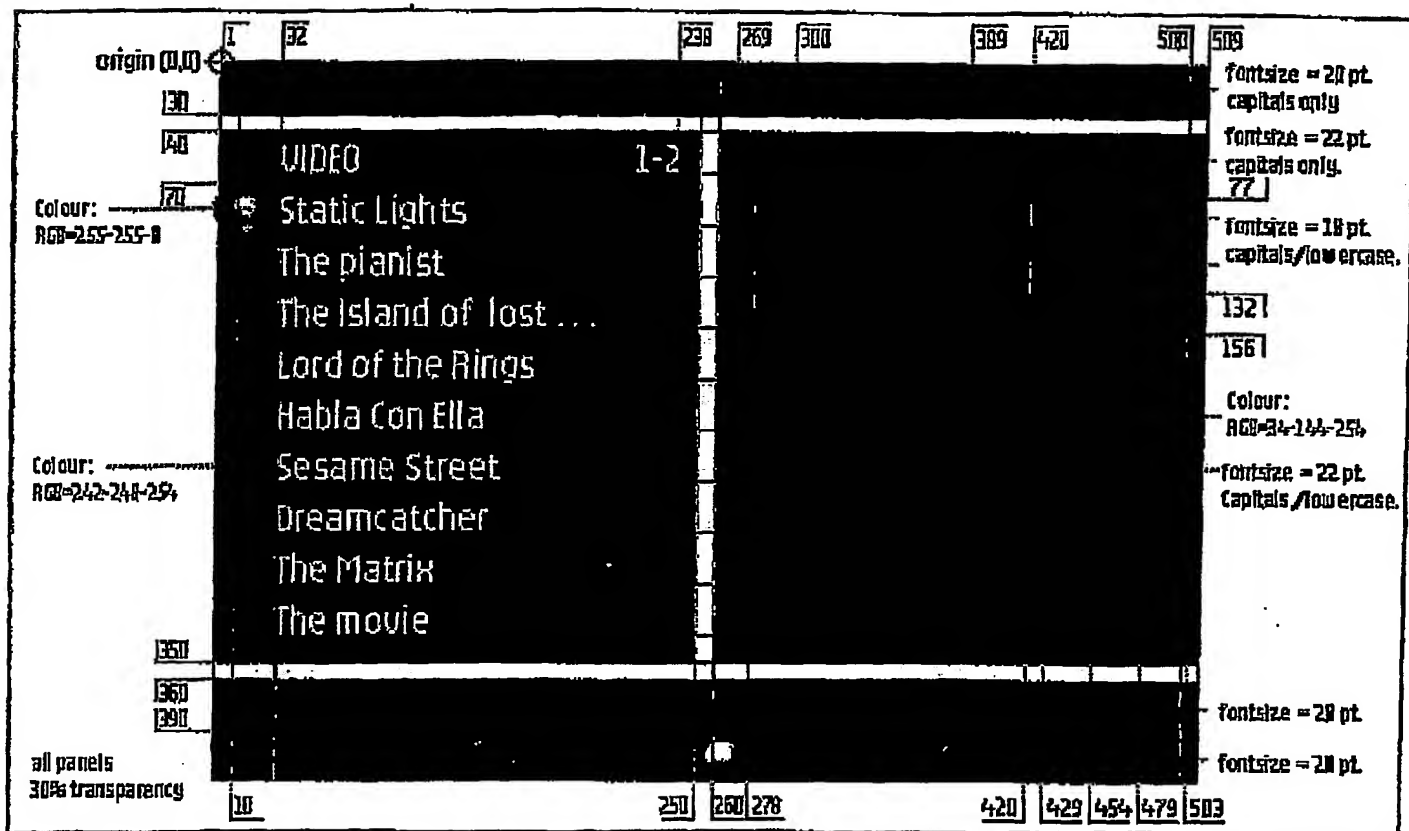 1 32 238 269 300 389 420 500 509
origin (0,0)
fontsize = 20 pt.
capitals only
30
40
fontsize = 22 pt.
capitals only.
VIDEO 1-2
70
77
Colour:
RGB=255-255-0
Static Lights
fontsize = 18 pt.
capitals/lowercase.
The pianist
The Island of lost ...
132
156
Lord of the Rings
Colour:
RGB=34-144-254
Habla Con Ella
Colour:
RGB=242-248-254
Sesame Street
fontsize = 22 pt.
Capitals/lowercase.
Dreamcatcher
The Matrix
The movie
350
360
390
fontsize = 20 pt.
fontsize = 20 pt.
all panels
30% transparency
10 250 260 278 420 429 454 479 503